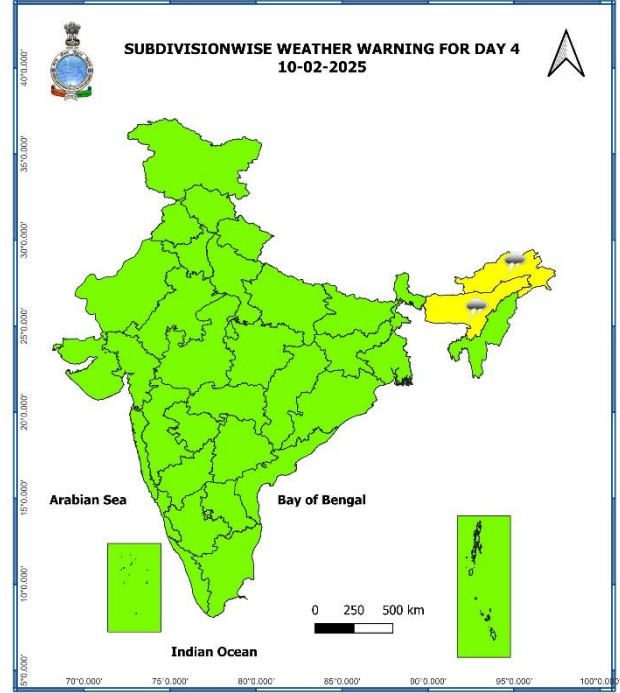 SUBDIVISIONWISE WEATHER WARNING FOR DAY 4
10-02-2025
40°0.000'
35°0.000'
30°0.000'
25°0.000'
20°0.000'
15°0.000'
10°0.000'
5°0.000'
Arabian Sea
Bay of Bengal
0 250 500 km
Indian Ocean
70°0.000' 75°0.000' 80°0.000' 85°0.000' 90°0.000' 95°0.000' 100°0.000'